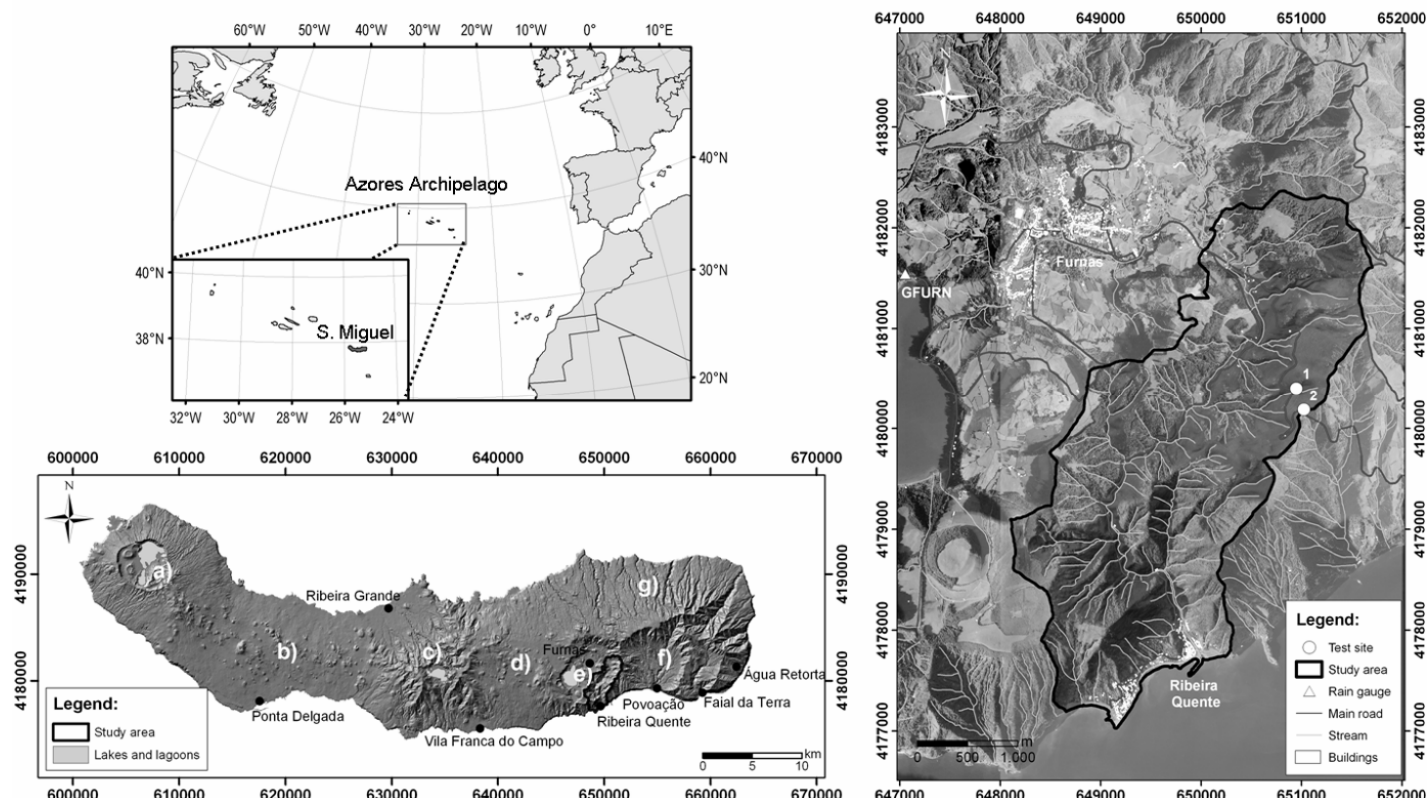 60°W 50°W 40°W 30°W 20°W 10°W 0° 10°E
40°N
30°N
20°N
Azores Archipelago
40°N
38°N
S. Miguel
32°W 30°W 28°W 26°W 24°W
600000 610000 620000 630000 640000 650000 660000 670000
N
4190000
4180000
4190000
4180000
a)
b)
c)
d)
e)
f)
g)
Ribeira Grande
Furnas
Água Retorta
Povoação
Faial da Terra
Ribeira Quente
Ponta Delgada
Vila Franca do Campo
Legend:
Study area
Lakes and lagoons
km
0 5 10
600000 610000 620000 630000 640000 650000 660000 670000
647000 648000 649000 650000 651000 652000
N
4183000
4182000
4181000
4180000
4179000
4178000
4177000
4183000
4182000
4181000
4180000
4179000
4178000
4177000
Furnas
GFURN
1
2
Ribeira
Quente
m
0 500 1.000
Legend:
Test site
Study area
Rain gauge
Main road
Stream
Buildings
647000 648000 649000 650000 651000 652000